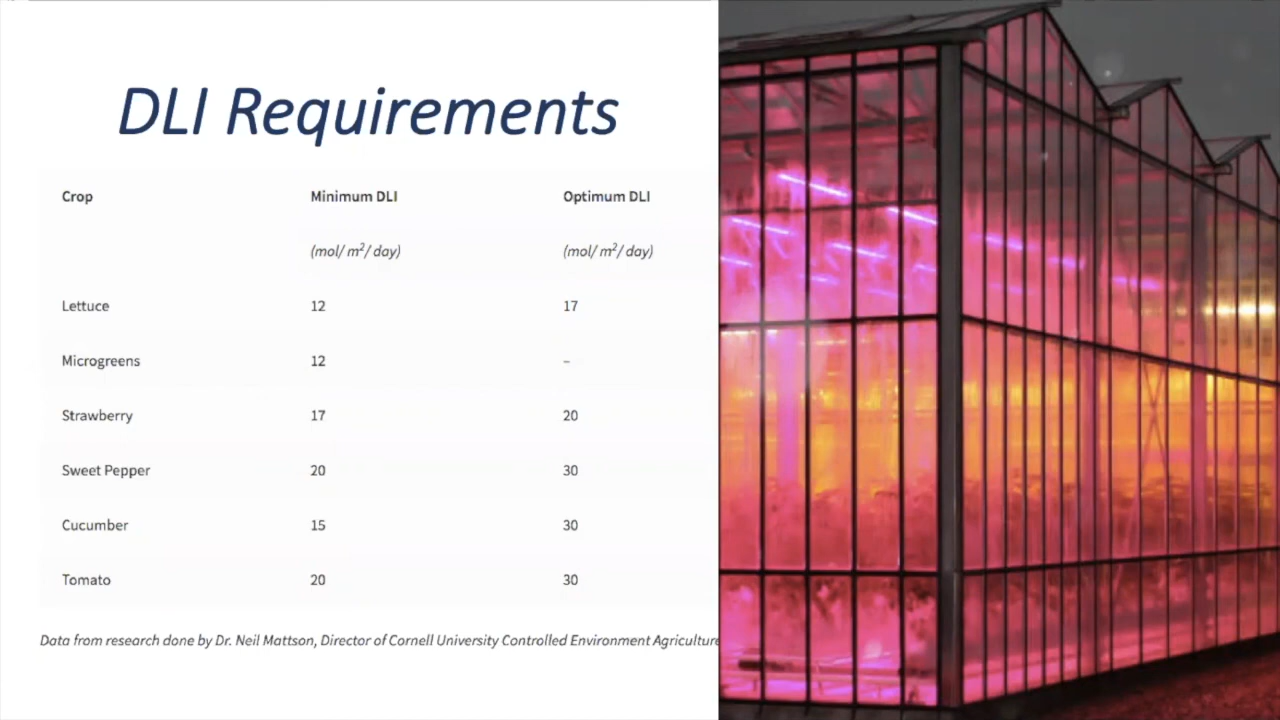 DLI Requirements
Crop Minimum DLI Optimum DLI
(mol/ m²/ day) (mol/ m²/ day)
Lettuce 12 17
Microgreens 12 –
Strawberry 17 20
Sweet Pepper 20 30
Cucumber 15 30
Tomato 20 30
Data from research done by Dr. Neil Mattson, Director of Cornell University Controlled Environment Agriculture